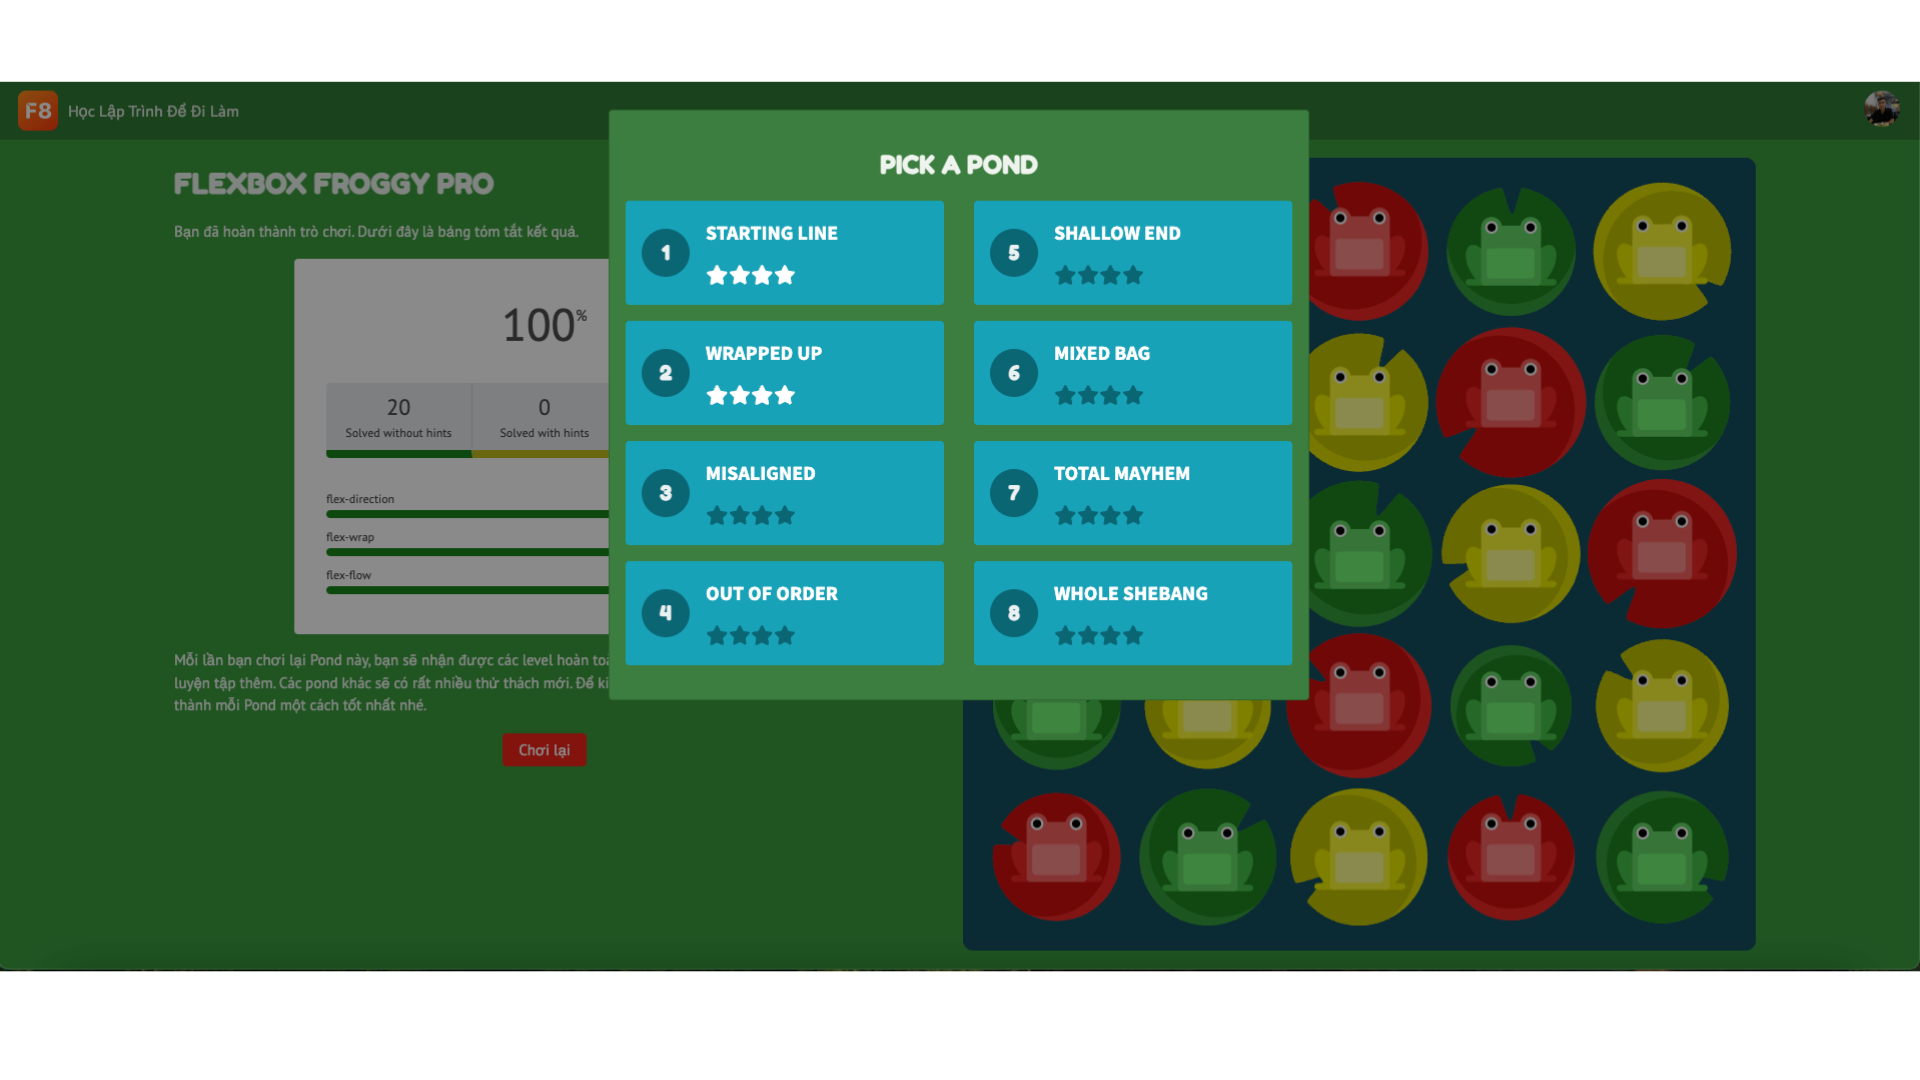 F8 Học Lập Trình Để Đi Làm
FLEXBOX FROGGY PRO
Bạn đã hoàn thành trò chơi. Dưới đây là bảng tóm tắt kết quả.
100%
20
Solved without hints
0
Solved with hints
flex-direction
flex-wrap
flex-flow
Mỗi lần bạn chơi lại Pond này, bạn sẽ nhận được các level hoàn
luyện tập thêm. Các pond khác sẽ có rất nhiều thử thách mới. Để
thành mỗi Pond một cách tốt nhất nhé.
Chơi lại
PICK A POND
1 STARTING LINE
2 WRAPPED UP
3 MISALIGNED
4 OUT OF ORDER
5 SHALLOW END
6 MIXED BAG
7 TOTAL MAYHEM
8 WHOLE SHEBANG